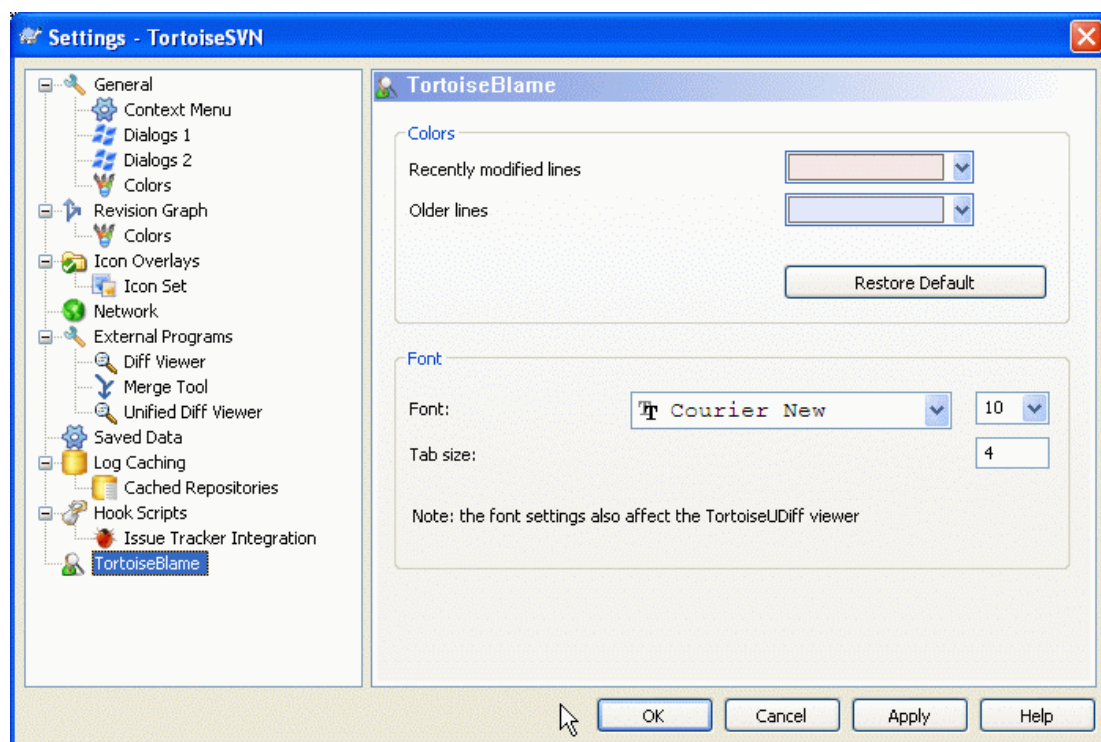 Settings - TortoiseSVN
General
Context Menu
Dialogs 1
Dialogs 2
Colors
Revision Graph
Colors
Icon Overlays
Icon Set
Network
External Programs
Diff Viewer
Merge Tool
Unified Diff Viewer
Saved Data
Log Caching
Cached Repositories
Hook Scripts
Issue Tracker Integration
TortoiseBlame
TortoiseBlame
Colors
Recently modified lines
Older lines
Restore Default
Font
Font: Courier New 10
Tab size: 4
Note: the font settings also affect the TortoiseUDiff viewer
OK Cancel Apply Help